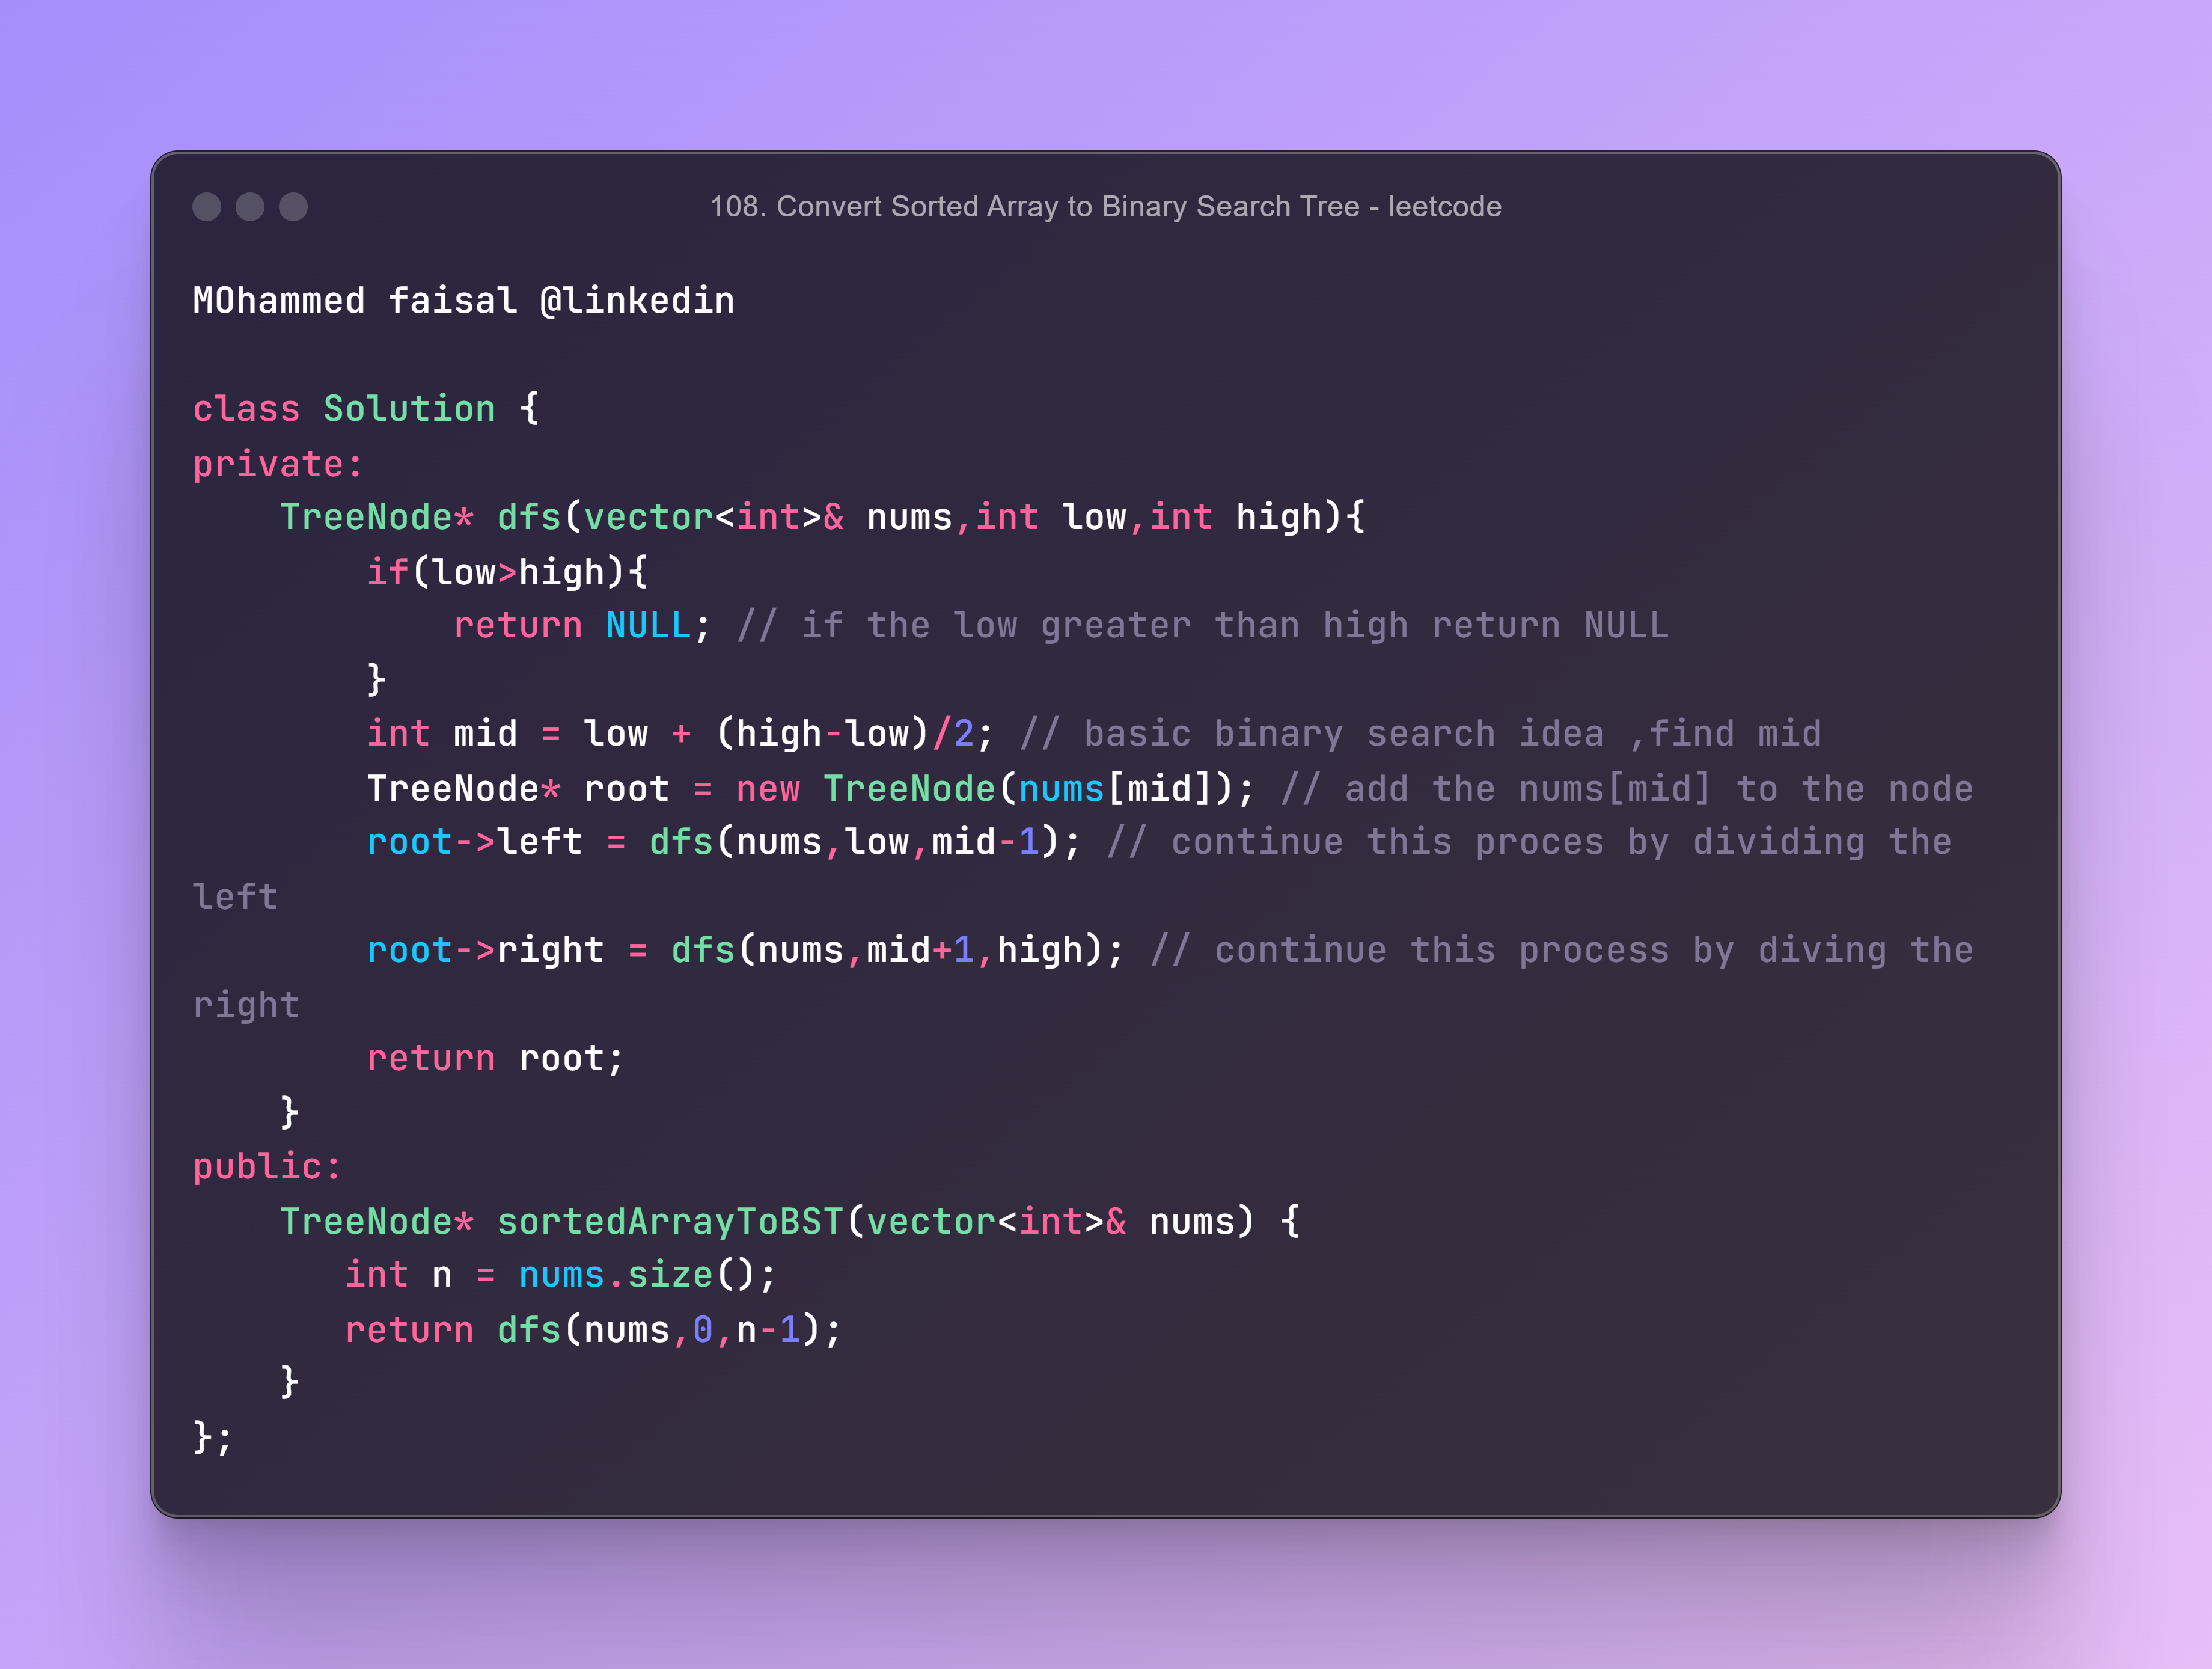 108. Convert Sorted Array to Binary Search Tree - leetcode
MOhammed faisal @linkedin
class Solution {
private:
    TreeNode* dfs(vector<int>& nums,int low,int high){
        if(low>high){
            return NULL; // if the low greater than high return NULL
        }
        int mid = low + (high-low)/2; // basic binary search idea ,find mid
        TreeNode* root = new TreeNode(nums[mid]); // add the nums[mid] to the node
        root->left = dfs(nums,low,mid-1); // continue this proces by dividing the
left
        root->right = dfs(nums,mid+1,high); // continue this process by diving the
right
        return root;
    }
public:
    TreeNode* sortedArrayToBST(vector<int>& nums) {
       int n = nums.size();
       return dfs(nums,0,n-1);
    }
};